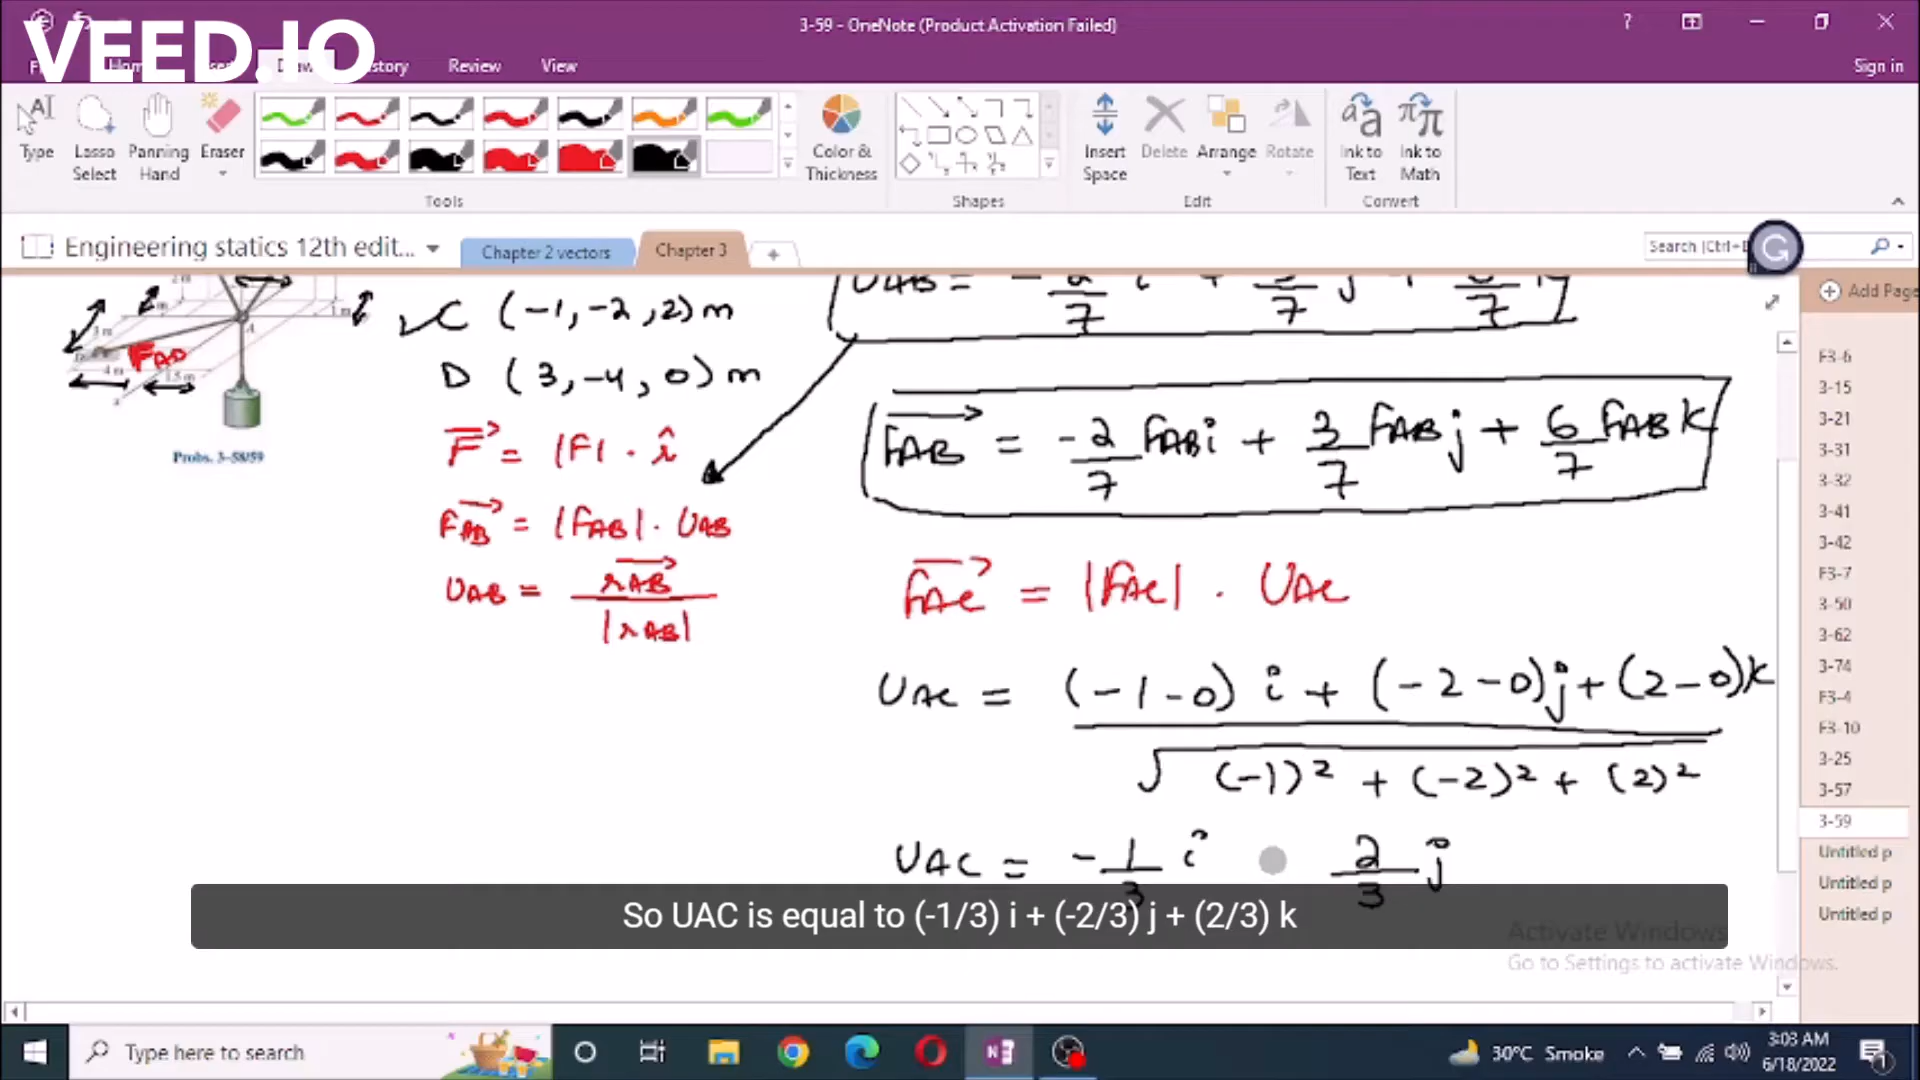 VEED.IO
3-59 - OneNote (Product Activation Failed)
Review View
Sign in
Type
Lasso Select
Panning Hand
Eraser
Color & Thickness
Insert Space
Delete
Arrange
Rotate
Ink to Text
Ink to Math
Tools
Shapes
Edit
Convert
Engineering statics 12th edit...
Chapter 2 vectors
Chapter 3
Add Page
F3-6
3-15
3-21
3-31
3-32
3-41
3-42
F3-7
3-50
3-62
3-74
F3-4
F3-10
3-25
3-57
3-59
Untitled p
Untitled p
Untitled p
FAD
Probs. 3-58/59
C (-1, -2, 2) m
D (3, -4, 0) m
F = |F| . î
FAB = |FAB| . UAB
UAB = rAB / |rAB|
FAB = -2/7 FAB i + 3/7 FAB j + 6/7 FAB k
FAC = |FAC| . UAC
UAC = (-1-0) i + (-2-0) j + (2-0) k
√ (-1)² + (-2)² + (2)²
UAC = -1/3 i 2/3 j
So UAC is equal to (-1/3) i + (-2/3) j + (2/3) k
Activate Windows
Go to Settings to activate Windows.
Type here to search
30°C Smoke
3:03 AM
6/18/2022